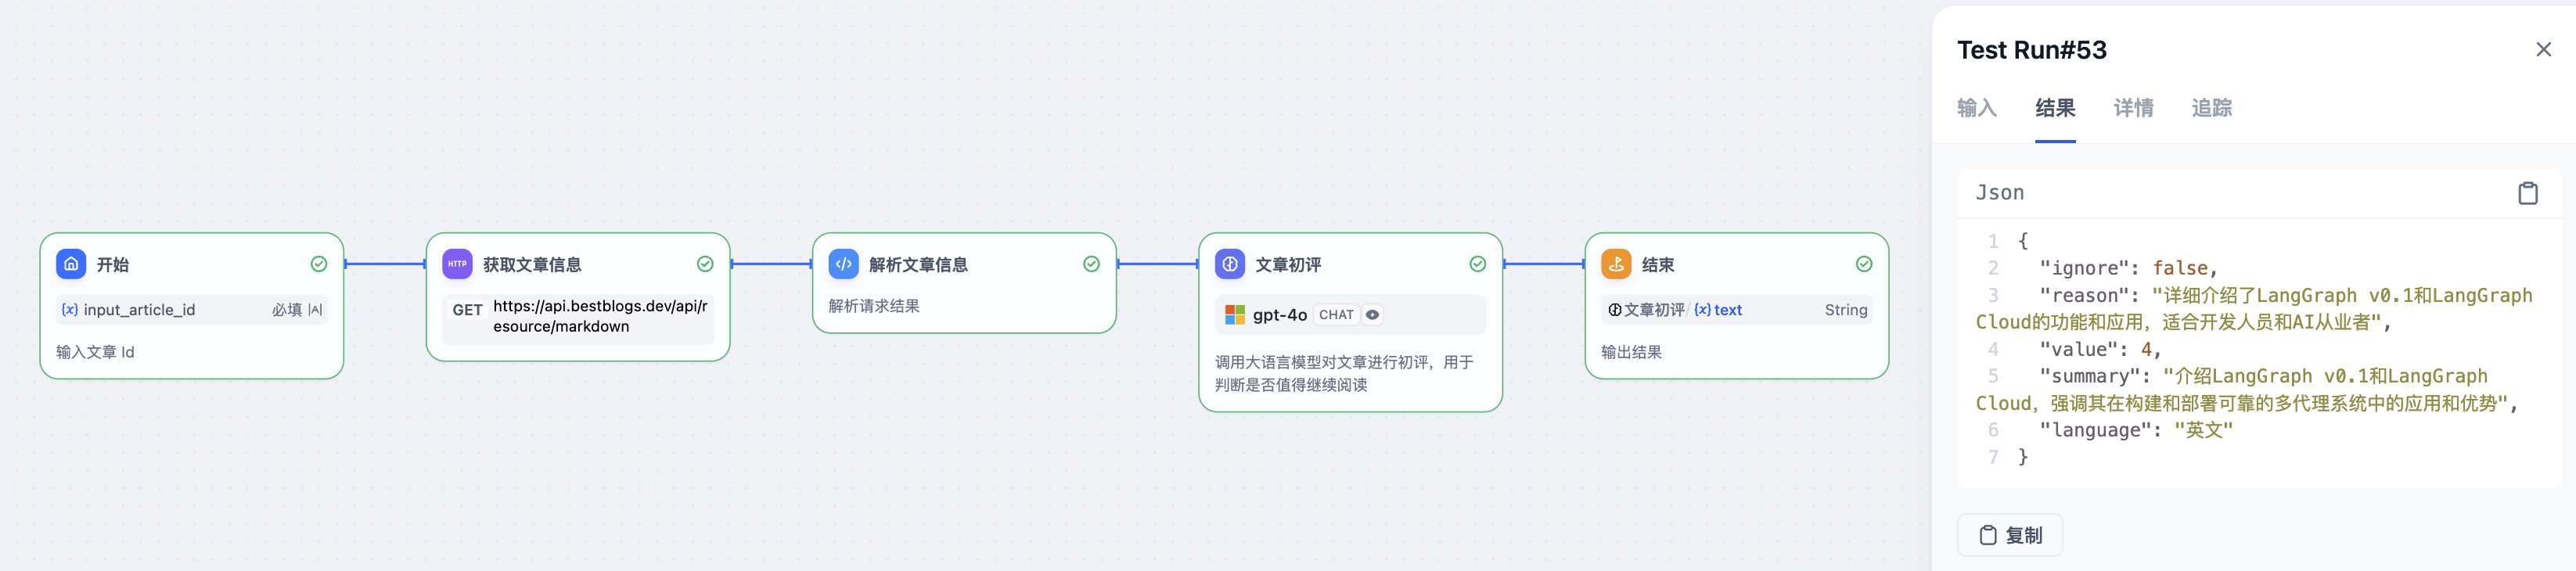 开始
input_article_id
必填
输入文章 Id
HTTP
获取文章信息
GET
https://api.bestblogs.dev/api/r
esource/markdown
解析文章信息
解析请求结果
文章初评
gpt-4o
CHAT
调用大语言模型对文章进行初评，用于
判断是否值得继续阅读
结束
文章初评/{x} text
String
输出结果
Test Run#53
输入 结果 详情 追踪
Json
1 {
2 "ignore": false,
3 "reason": "详细介绍了LangGraph v0.1和LangGraph
Cloud的功能和应用，适合开发人员和AI从业者",
4 "value": 4,
5 "summary": "介绍LangGraph v0.1和LangGraph
Cloud，强调其在构建和部署可靠的多代理系统中的应用和优势",
6 "language": "英文"
7 }
复制